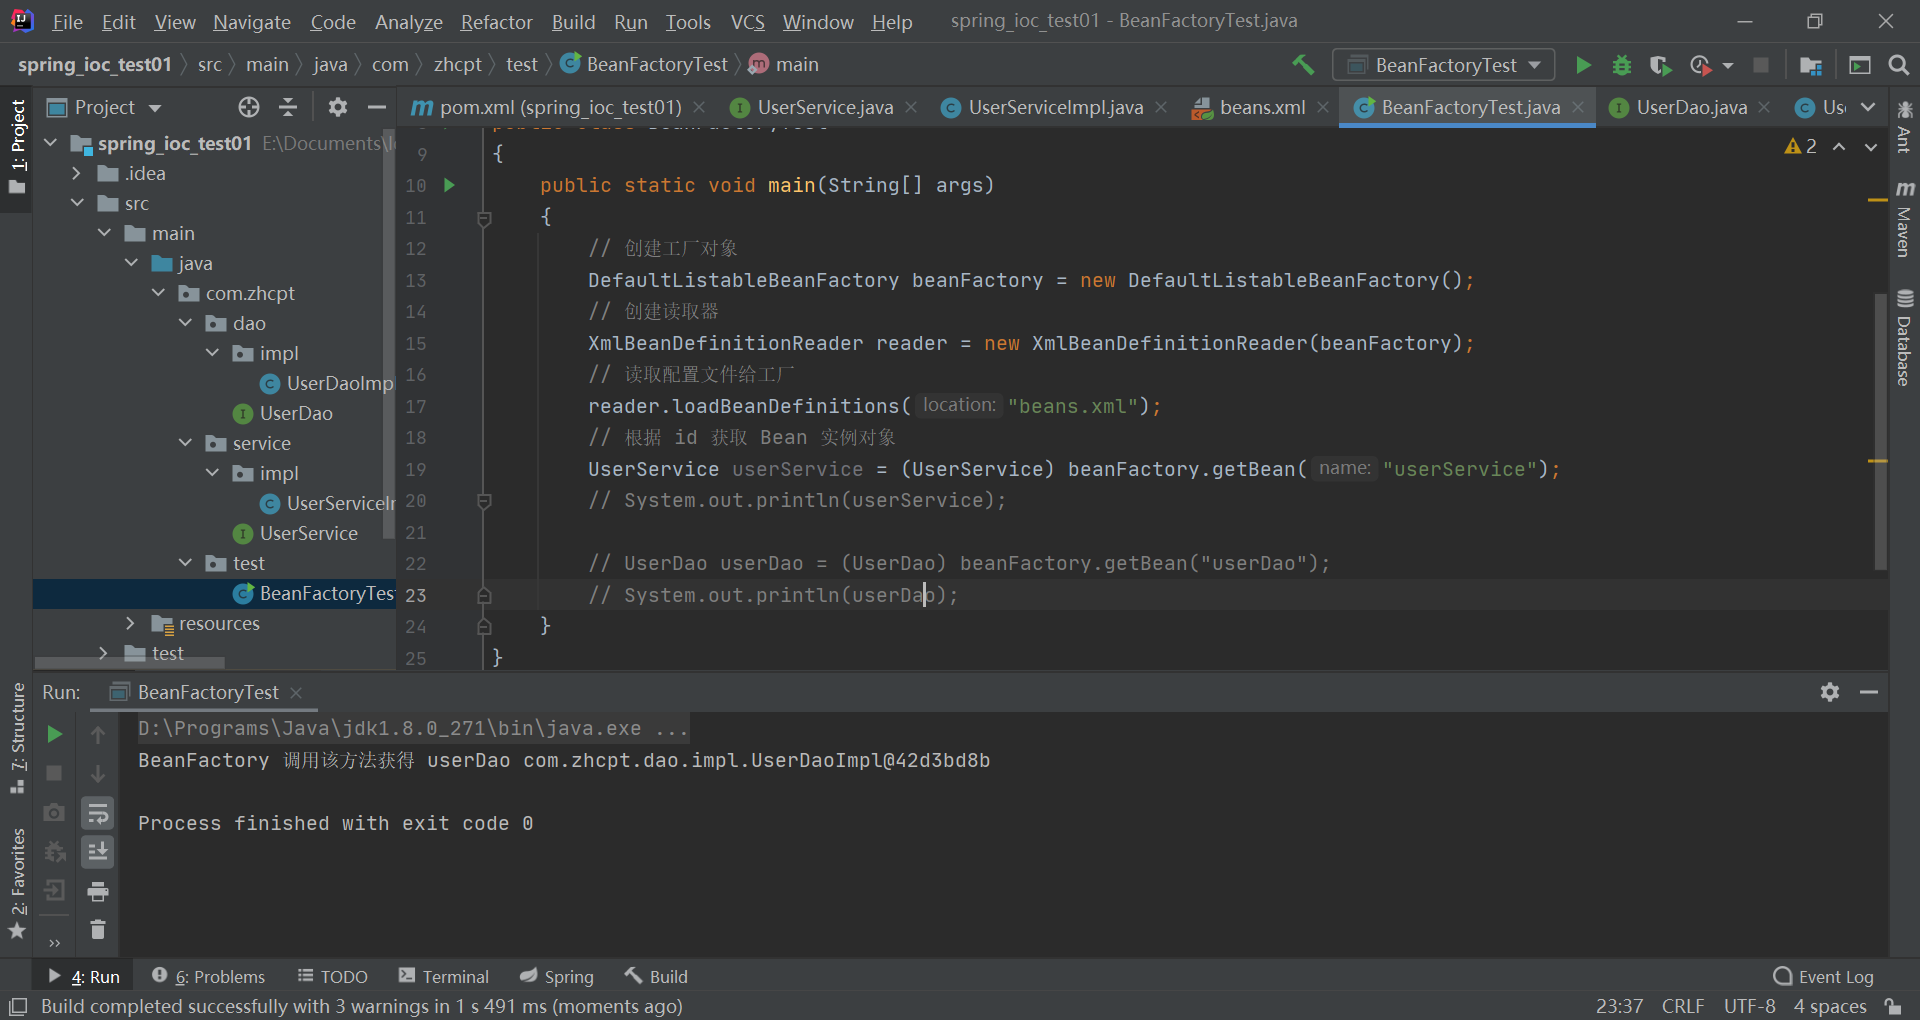 File Edit View Navigate Code Analyze Refactor Build Run Tools VCS Window Help spring_ioc_test01 - BeanFactoryTest.java
spring_ioc_test01 src main java com zhcpt test BeanFactoryTest main BeanFactoryTest
Project
pom.xml (spring_ioc_test01) UserService.java UserServiceImpl.java beans.xml BeanFactoryTest.java UserDao.java
1: Project
spring_ioc_test01 E:\Documents\
.idea
src
main
java
com.zhcpt
dao
impl
UserDaoImp
UserDao
service
impl
UserServiceI
UserService
test
BeanFactoryTes
resources
test
9 {
10 public static void main(String[] args)
11 {
12 // 创建工厂对象
13 DefaultListableBeanFactory beanFactory = new DefaultListableBeanFactory();
14 // 创建读取器
15 XmlBeanDefinitionReader reader = new XmlBeanDefinitionReader(beanFactory);
16 // 读取配置文件给工厂
17 reader.loadBeanDefinitions( location: "beans.xml");
18 // 根据 id 获取 Bean 实例对象
19 UserService userService = (UserService) beanFactory.getBean( name: "userService");
20 // System.out.println(userService);
21
22 // UserDao userDao = (UserDao) beanFactory.getBean("userDao");
23 // System.out.println(userDao);
24 }
25 }
2
Ant
Maven
Database
7: Structure
2: Favorites
Run: BeanFactoryTest
D:\Programs\Java\jdk1.8.0_271\bin\java.exe ...
BeanFactory 调用该方法获得 userDao com.zhcpt.dao.impl.UserDaoImpl@42d3bd8b
Process finished with exit code 0
4: Run 6: Problems TODO Terminal Spring Build Event Log
Build completed successfully with 3 warnings in 1 s 491 ms (moments ago) 23:37 CRLF UTF-8 4 spaces